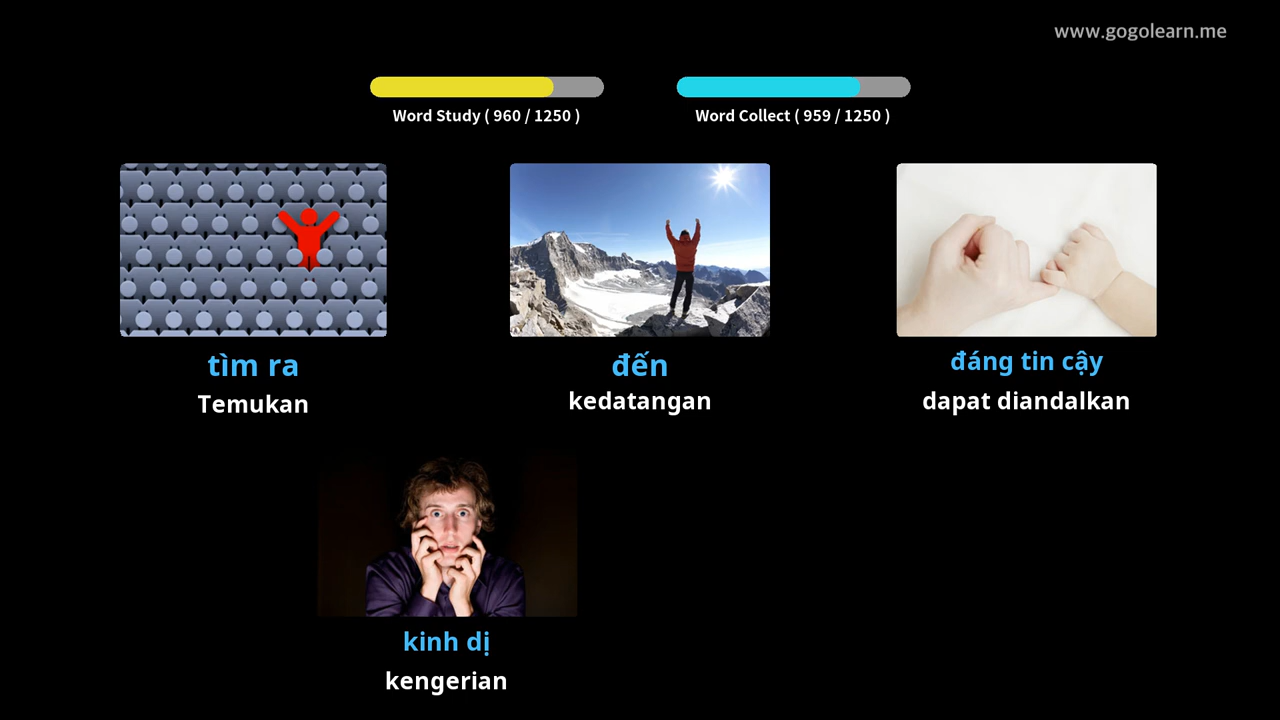 www.gogolearn.me
Word Study ( 960 / 1250 )
Word Collect ( 959 / 1250 )
tìm ra
Temukan
đến
kedatangan
đáng tin cậy
dapat diandalkan
kinh dị
kengerian